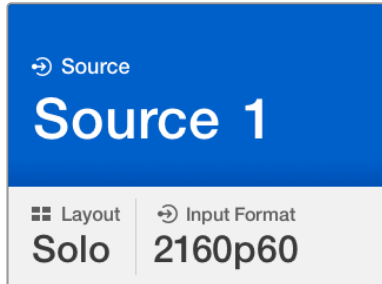 Source
Source 1
Layout
Input Format
Solo
2160p60